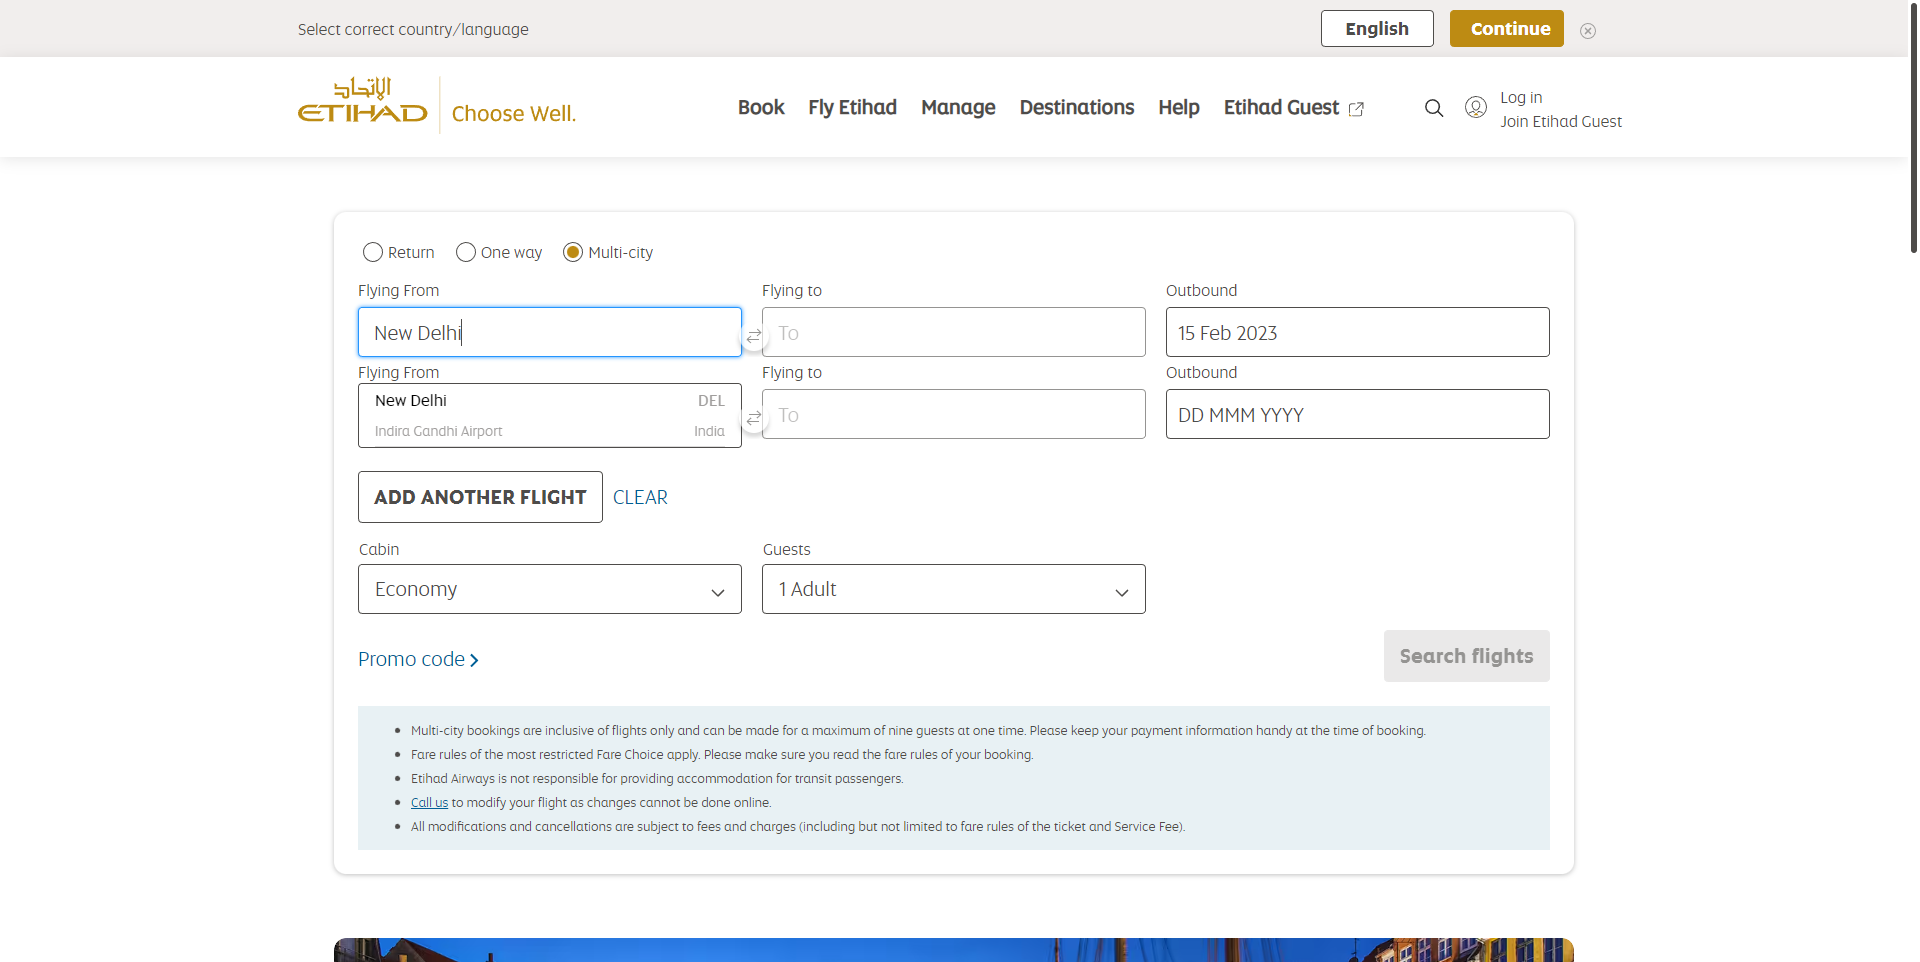 Select correct country/language
English
Continue
الإتحاد
ETIHAD
Choose Well.
Book
Fly Etihad
Manage
Destinations
Help
Etihad Guest
Log in
Join Etihad Guest
Return
One way
Multi-city
Flying From
Flying to
Outbound
New Delhi
To
15 Feb 2023
Flying From
Flying to
Outbound
New Delhi
DEL
Indira Gandhi Airport
India
To
DD MMM YYYY
ADD ANOTHER FLIGHT
CLEAR
Cabin
Guests
Economy
1 Adult
Promo code
Search flights
Multi-city bookings are inclusive of flights only and can be made for a maximum of nine guests at one time. Please keep your payment information handy at the time of booking.
Fare rules of the most restricted Fare Choice apply. Please make sure you read the fare rules of your booking.
Etihad Airways is not responsible for providing accommodation for transit passengers.
Call us to modify your flight as changes cannot be done online.
All modifications and cancellations are subject to fees and charges (including but not limited to fare rules of the ticket and Service Fee).